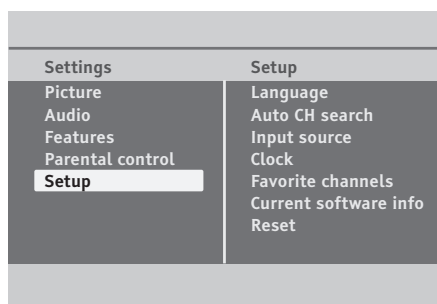 Settings
Picture
Audio
Features
Parental control
Setup
Setup
Language
Auto CH search
Input source
Clock
Favorite channels
Current software info
Reset